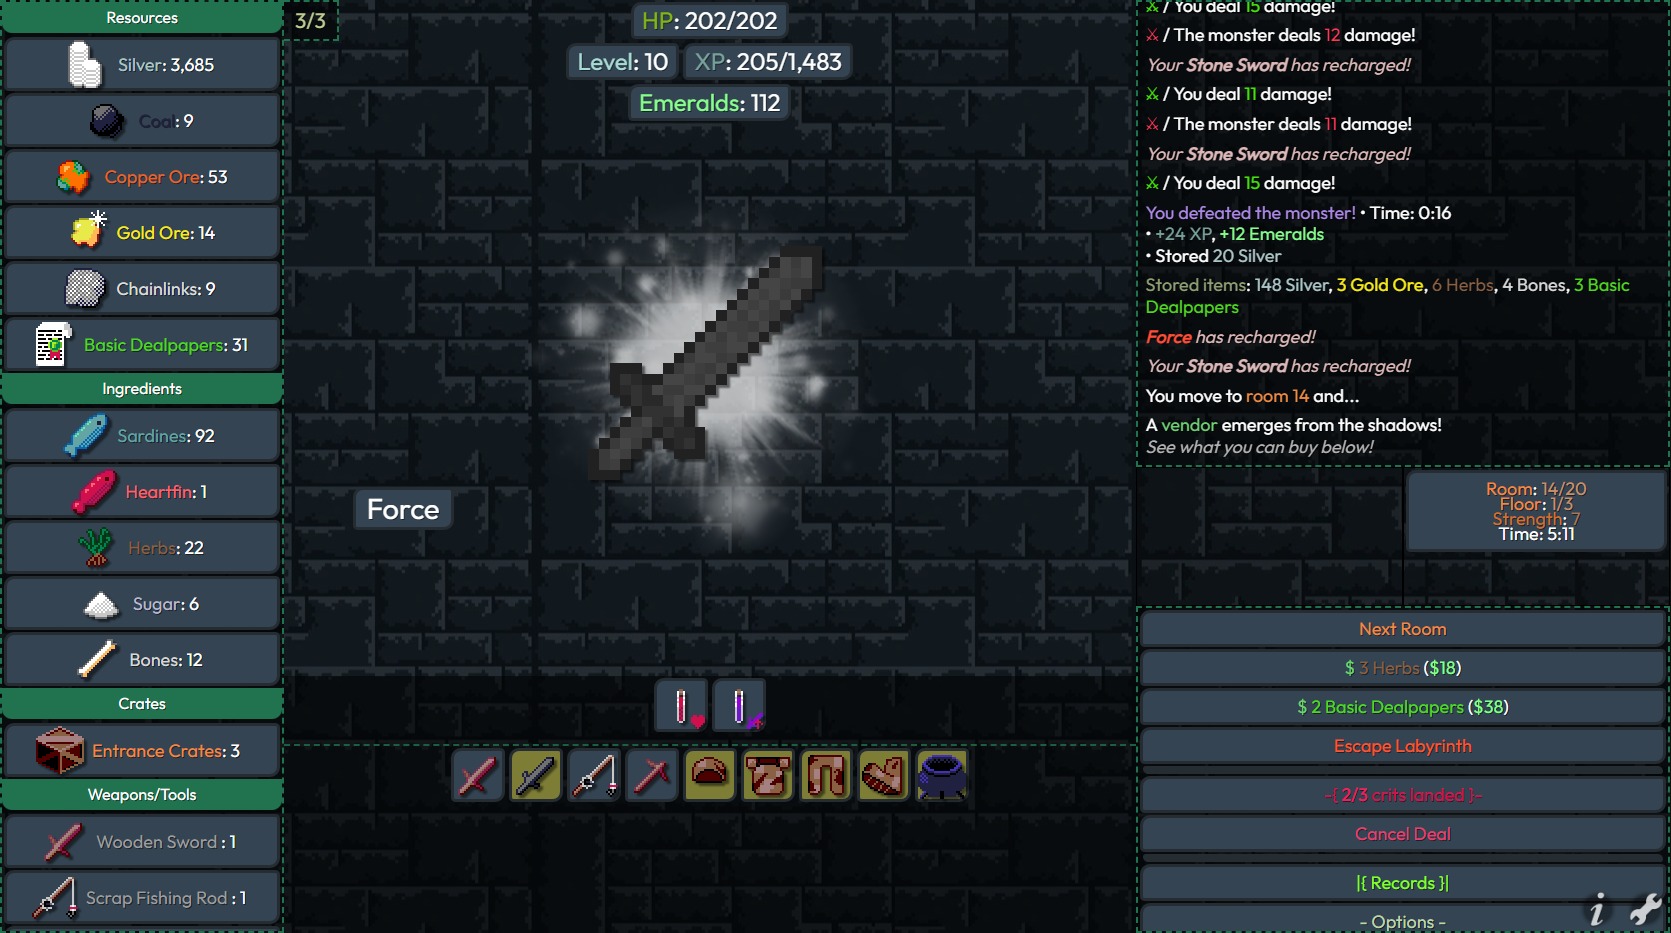 Resources
Silver: 3,685
Coal: 9
Copper Ore: 53
Gold Ore: 14
Chainlinks: 9
Basic Dealpapers: 31
Ingredients
Sardines: 92
Heartfin: 1
Herbs: 22
Sugar: 6
Bones: 12
Crates
Entrance Crates: 3
Weapons/Tools
Wooden Sword : 1
Scrap Fishing Rod : 1
3/3
HP: 202/202
Level: 10
XP: 205/1,483
Emeralds: 112
Force
/ You deal 15 damage!
/ The monster deals 12 damage!
Your Stone Sword has recharged!
/ You deal 11 damage!
/ The monster deals 11 damage!
Your Stone Sword has recharged!
/ You deal 15 damage!
You defeated the monster! • Time: 0:16
• +24 XP, +12 Emeralds
• Stored 20 Silver
Stored items: 148 Silver, 3 Gold Ore, 6 Herbs, 4 Bones, 3 Basic
Dealpapers
Force has recharged!
Your Stone Sword has recharged!
You move to room 14 and...
A vendor emerges from the shadows!
See what you can buy below!
Room: 14/20
Floor: 1/3
Strength: 7
Time: 5:11
Next Room
$ 3 Herbs ($18)
$ 2 Basic Dealpapers ($38)
Escape Labyrinth
-{ 2/3 crits landed }-
Cancel Deal
|{ Records }|
- Options -